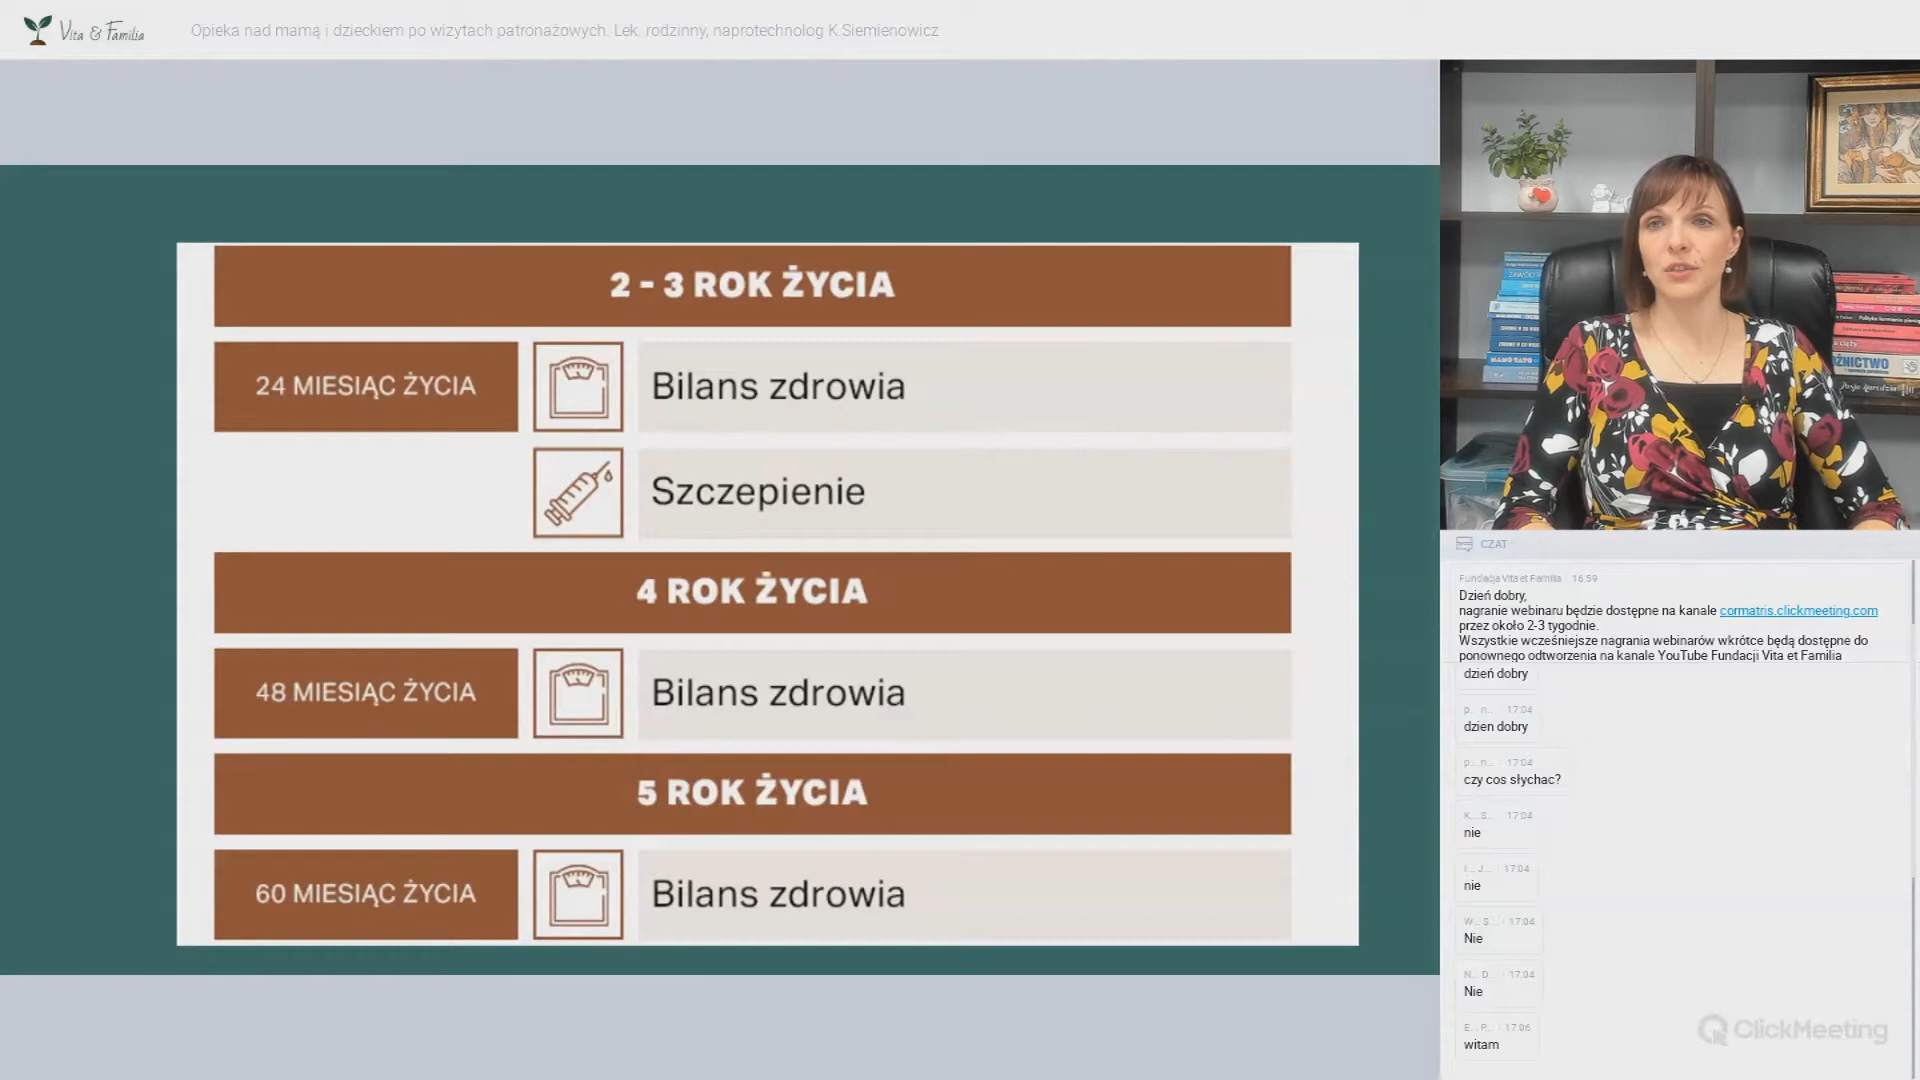 Vita & Familia
Opieka nad mamą i dzieckiem po wizytach patronażowych. Lek. rodzinny, naprotechnolog K.Siemienowicz
2 - 3 ROK ŻYCIA
24 MIESIĄC ŻYCIA
Bilans zdrowia
Szczepienie
4 ROK ŻYCIA
48 MIESIĄC ŻYCIA
Bilans zdrowia
5 ROK ŻYCIA
60 MIESIĄC ŻYCIA
Bilans zdrowia
CZAT
Fundacja Vita et Familia 16:59
Dzień dobry,
nagranie webinaru będzie dostępne na kanale cormatris.clickmeeting.com
przez około 2-3 tygodnie.
Wszystkie wcześniejsze nagrania webinarów wkrótce będą dostępne do
ponownego odtworzenia na kanale YouTube Fundacji Vita et Familia
dzień dobry
p... n... 17:04
dzien dobry
p... n... 17:04
czy cos słychac?
K... S... 17:04
nie
I... J... 17:04
nie
W... S... 17:04
Nie
N... D... 17:04
Nie
E... P... 17:06
witam
ClickMeeting